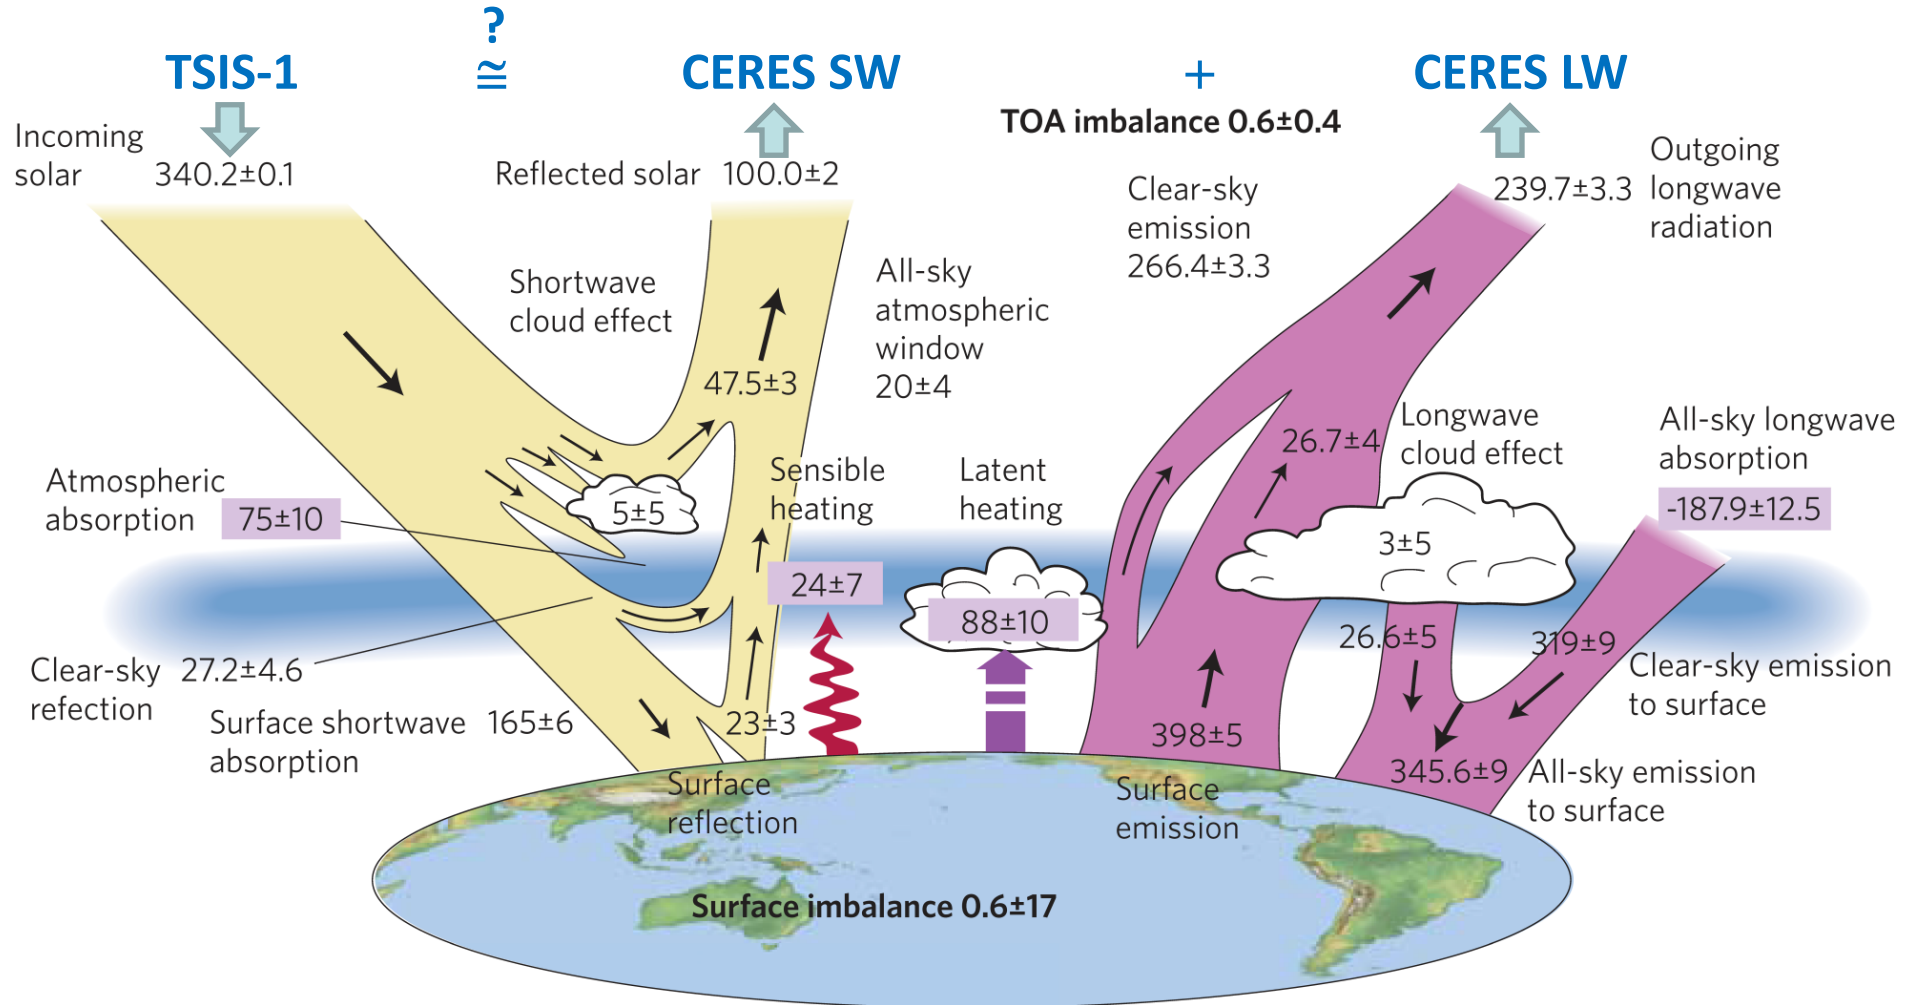 ?
TSIS-1 ≅ CERES SW + CERES LW
TOA imbalance 0.6±0.4
Incoming
solar 340.2±0.1
Reflected solar 100.0±2
Outgoing
longwave
radiation
239.7±3.3
Clear-sky
emission
266.4±3.3
Shortwave
cloud effect
All-sky
atmospheric
window
20±4
47.5±3
Longwave
cloud effect
26.7±4
All-sky longwave
absorption
-187.9±12.5
Atmospheric
absorption 75±10
5±5
Sensible
heating
24±7
Latent
heating
88±10
3±5
26.6±5
319±9
Clear-sky emission
to surface
Clear-sky 27.2±4.6
refection
Surface shortwave 165±6
absorption
23±3
398±5
345.6±9
All-sky emission
to surface
Surface
reflection
Surface
emission
Surface imbalance 0.6±17